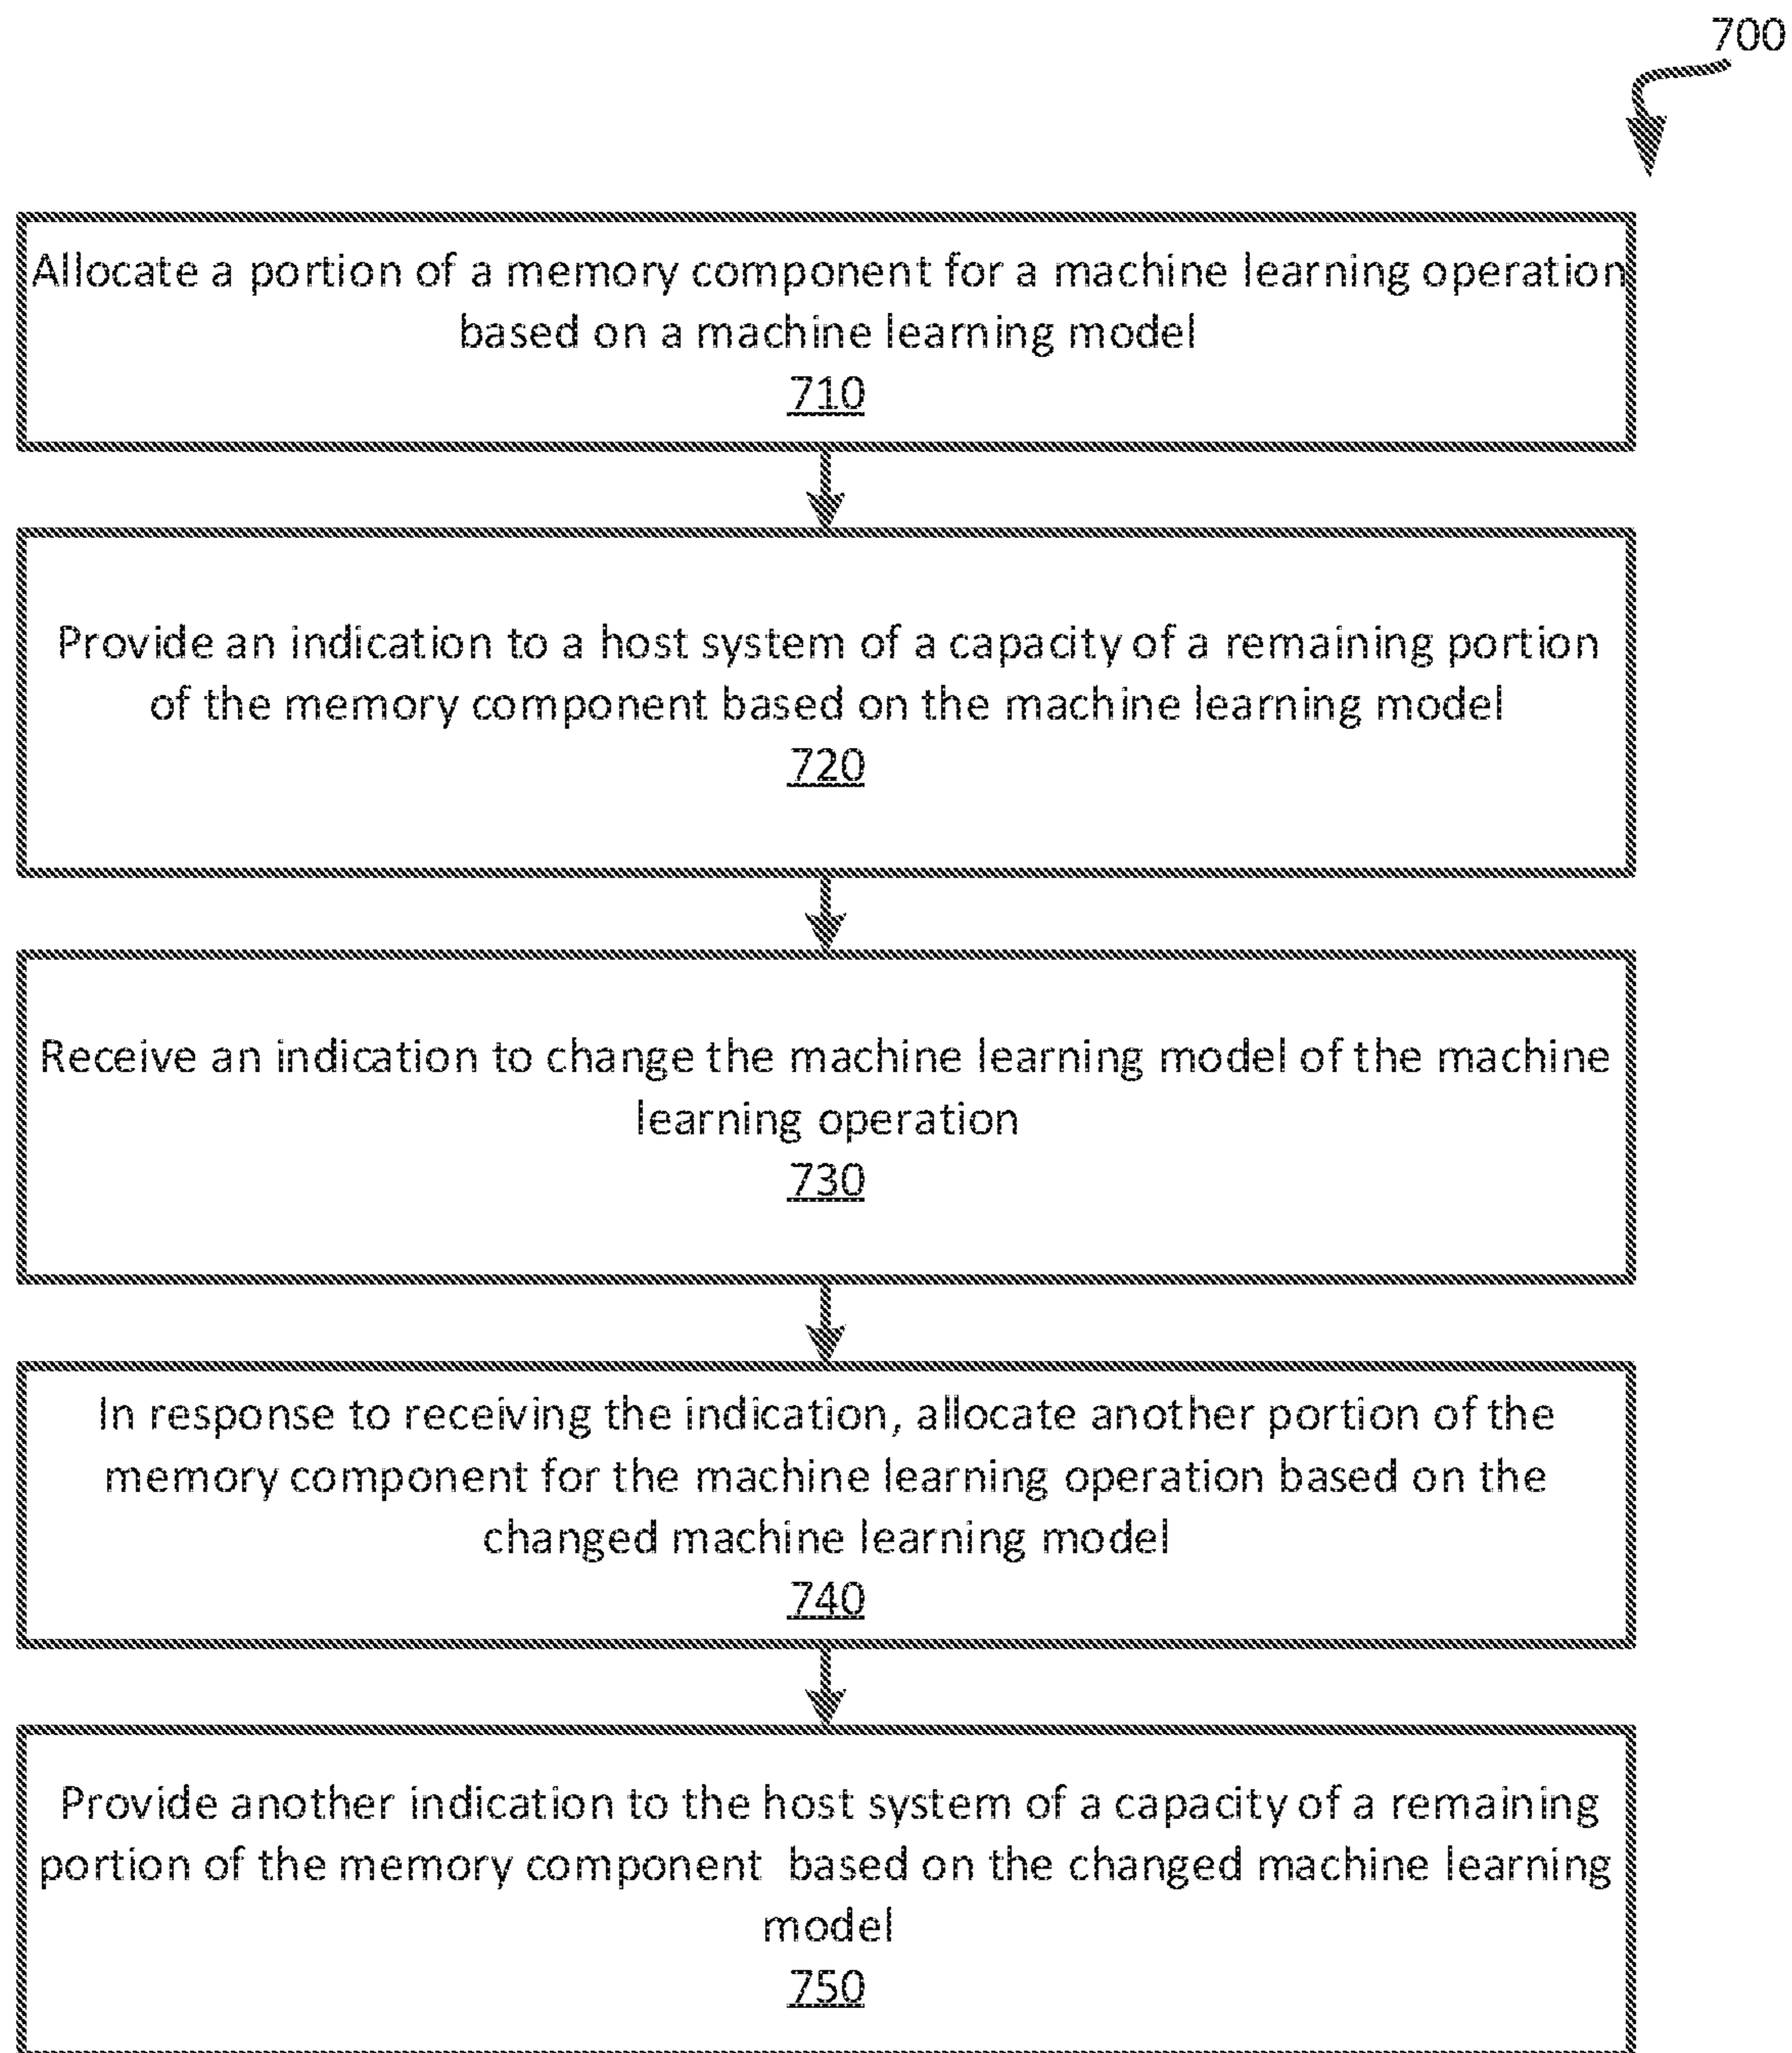 700
Allocate a portion of a memory component for a machine learning operation
based on a machine learning model
710
Provide an indication to a host system of a capacity of a remaining portion
of the memory component based on the machine learning model
720
Receive an indication to change the machine learning model of the machine
learning operation
730
In response to receiving the indication, allocate another portion of the
memory component for the machine learning operation based on the
changed machine learning model
740
Provide another indication to the host system of a capacity of a remaining
portion of the memory component based on the changed machine learning
model
750